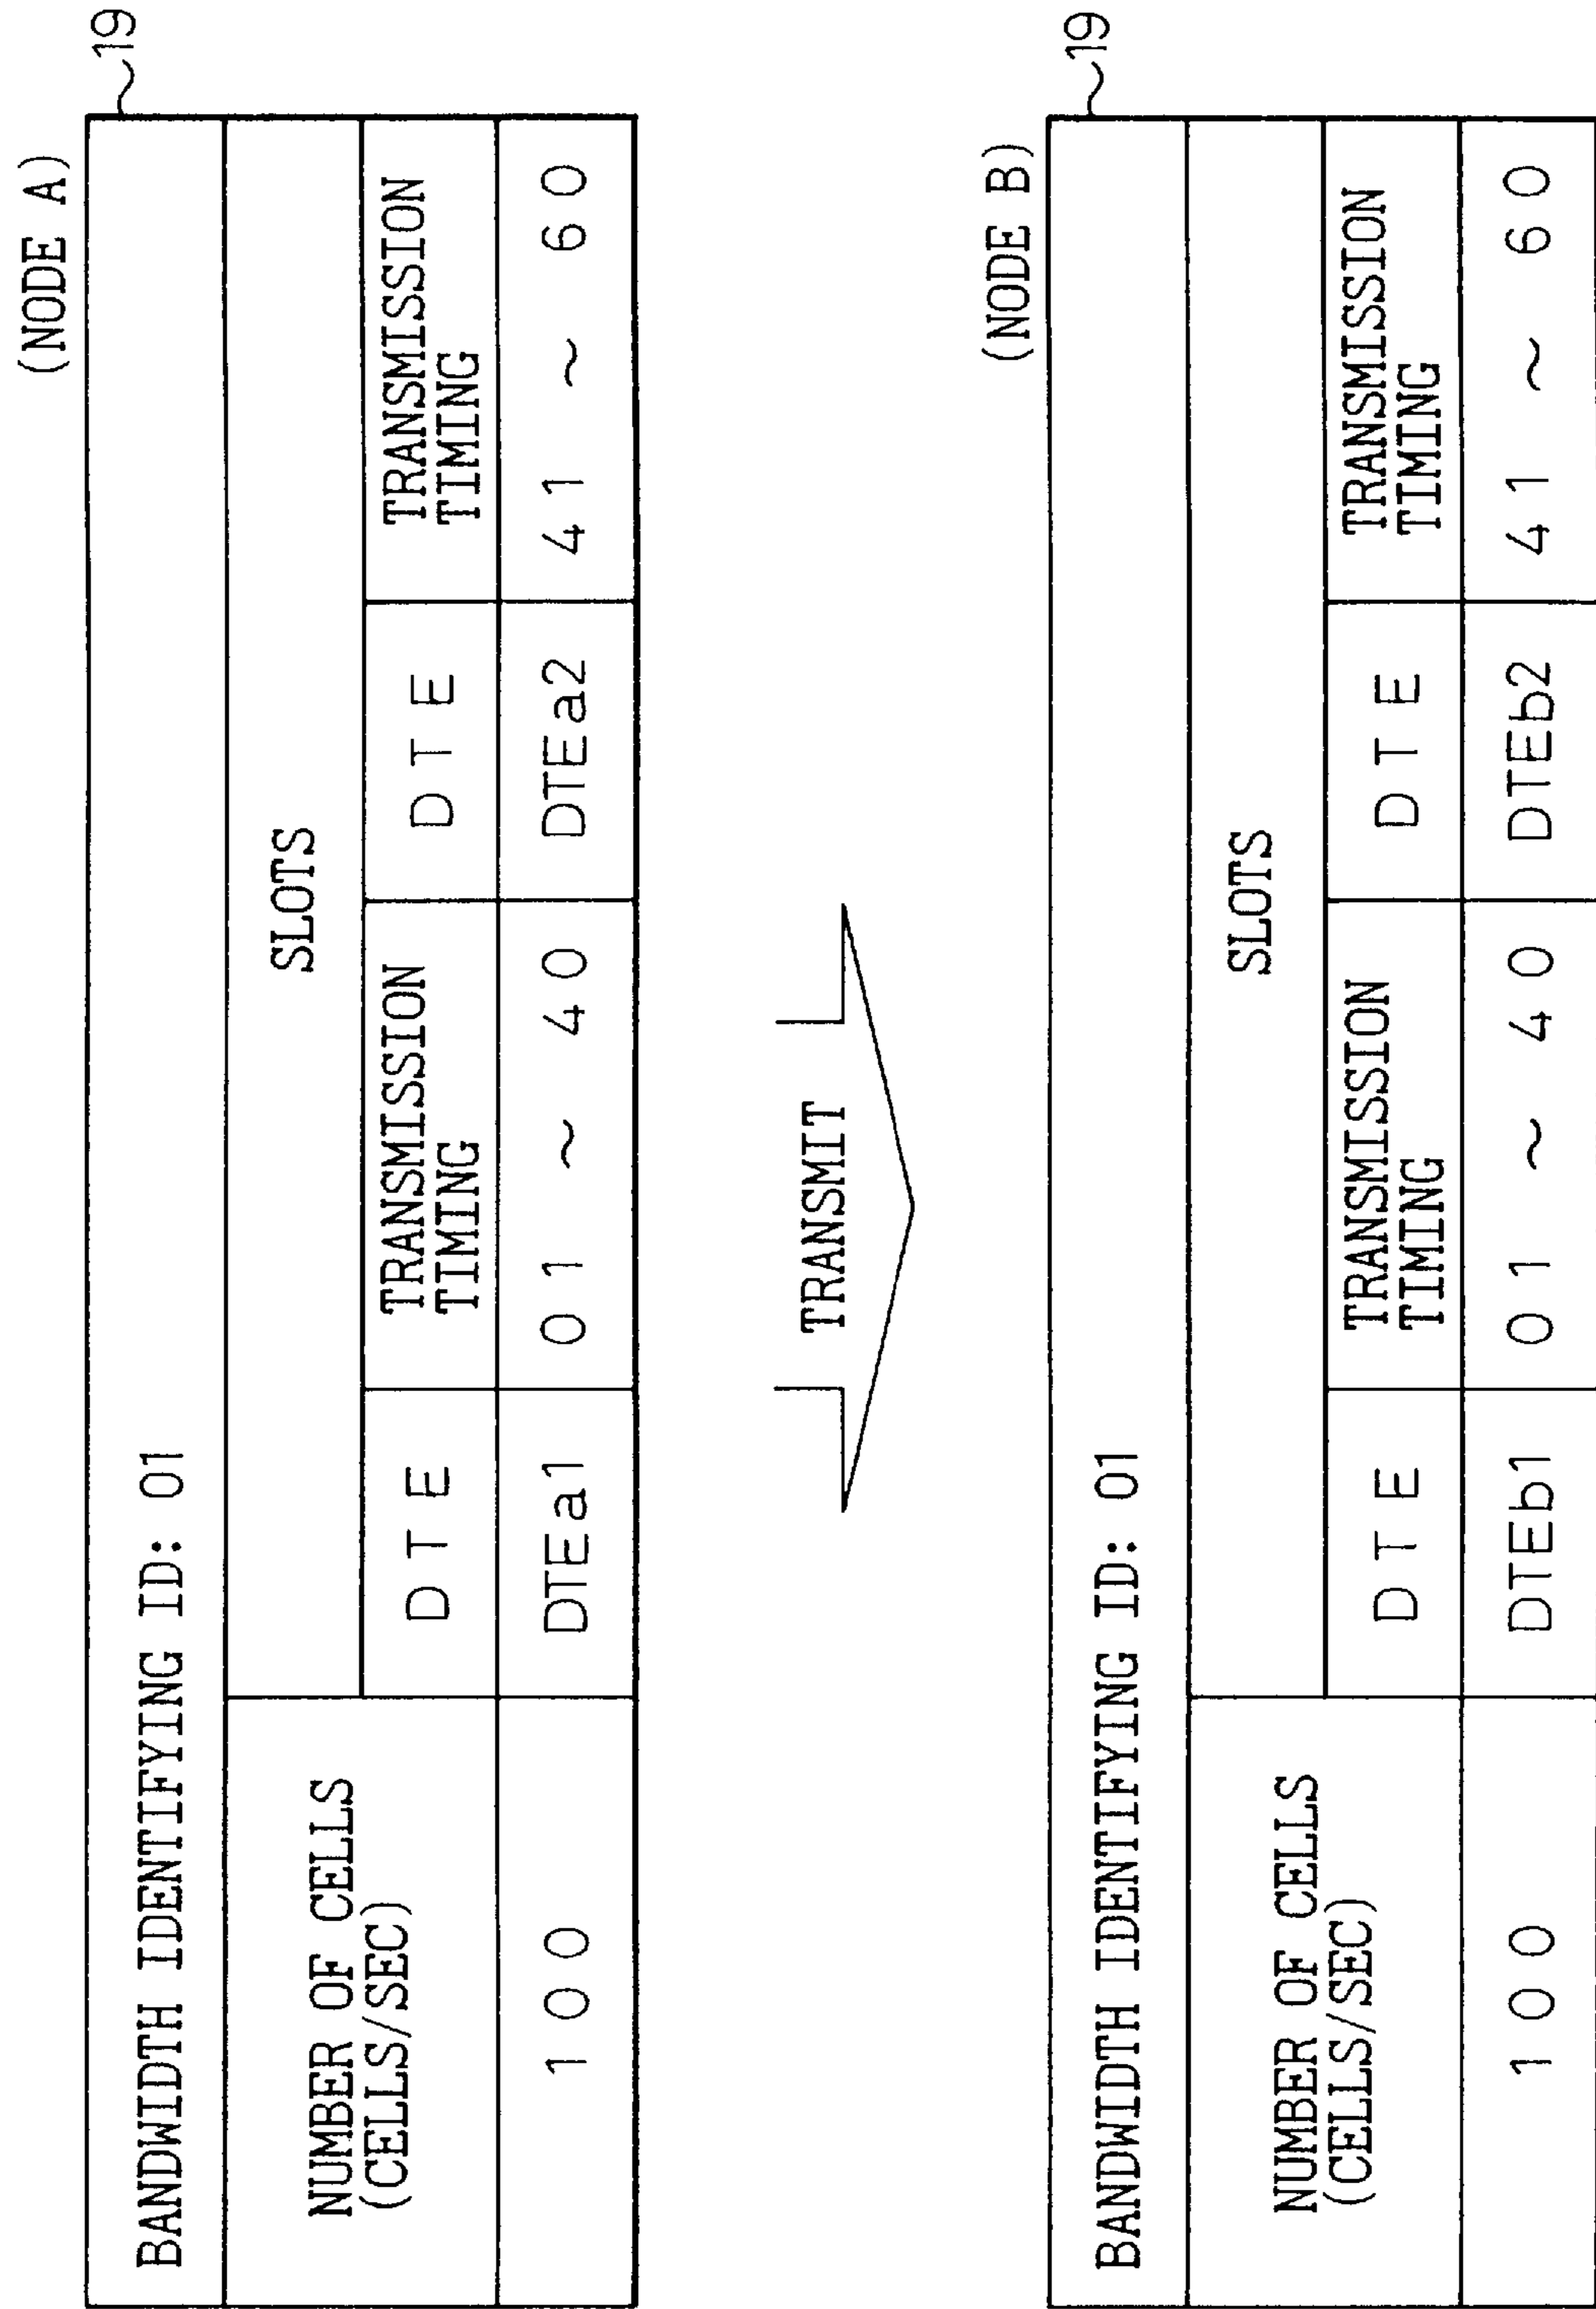 (NODE A)
19
BANDWIDTH IDENTIFYING ID: 01
NUMBER OF CELLS
(CELLS/SEC)
SLOTS
DTE
TRANSMISSION
TIMING
DTE
TRANSMISSION
TIMING
100
DTEa1
01 ~ 40
DTEa2
41 ~ 60
TRANSMIT
(NODE B)
19
BANDWIDTH IDENTIFYING ID: 01
NUMBER OF CELLS
(CELLS/SEC)
SLOTS
DTE
TRANSMISSION
TIMING
DTE
TRANSMISSION
TIMING
100
DTEb1
01 ~ 40
DTEb2
41 ~ 60